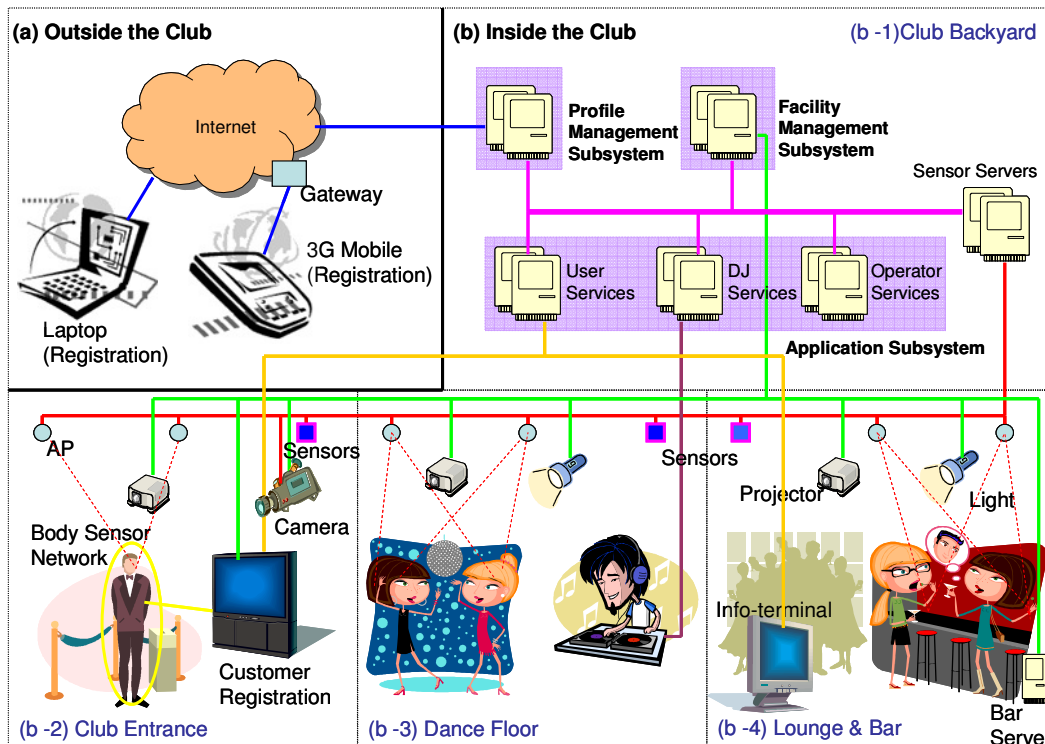 (a) Outside the Club
Internet
Gateway
3G Mobile
(Registration)
Laptop
(Registration)
(b) Inside the Club
(b -1)Club Backyard
Profile
Management
Subsystem
Facility
Management
Subsystem
Sensor Servers
User
Services
DJ
Services
Operator
Services
Application Subsystem
AP
Sensors
Camera
Body Sensor
Network
Customer
Registration
(b -2) Club Entrance
Sensors
(b -3) Dance Floor
Projector
Light
Info-terminal
Bar
Serve
(b -4) Lounge & Bar